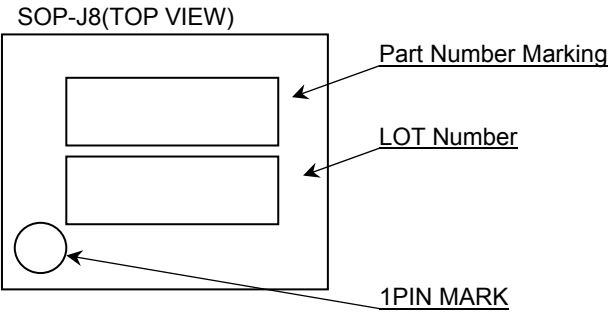 SOP-J8(TOP VIEW)
Part Number Marking
LOT Number
1PIN MARK